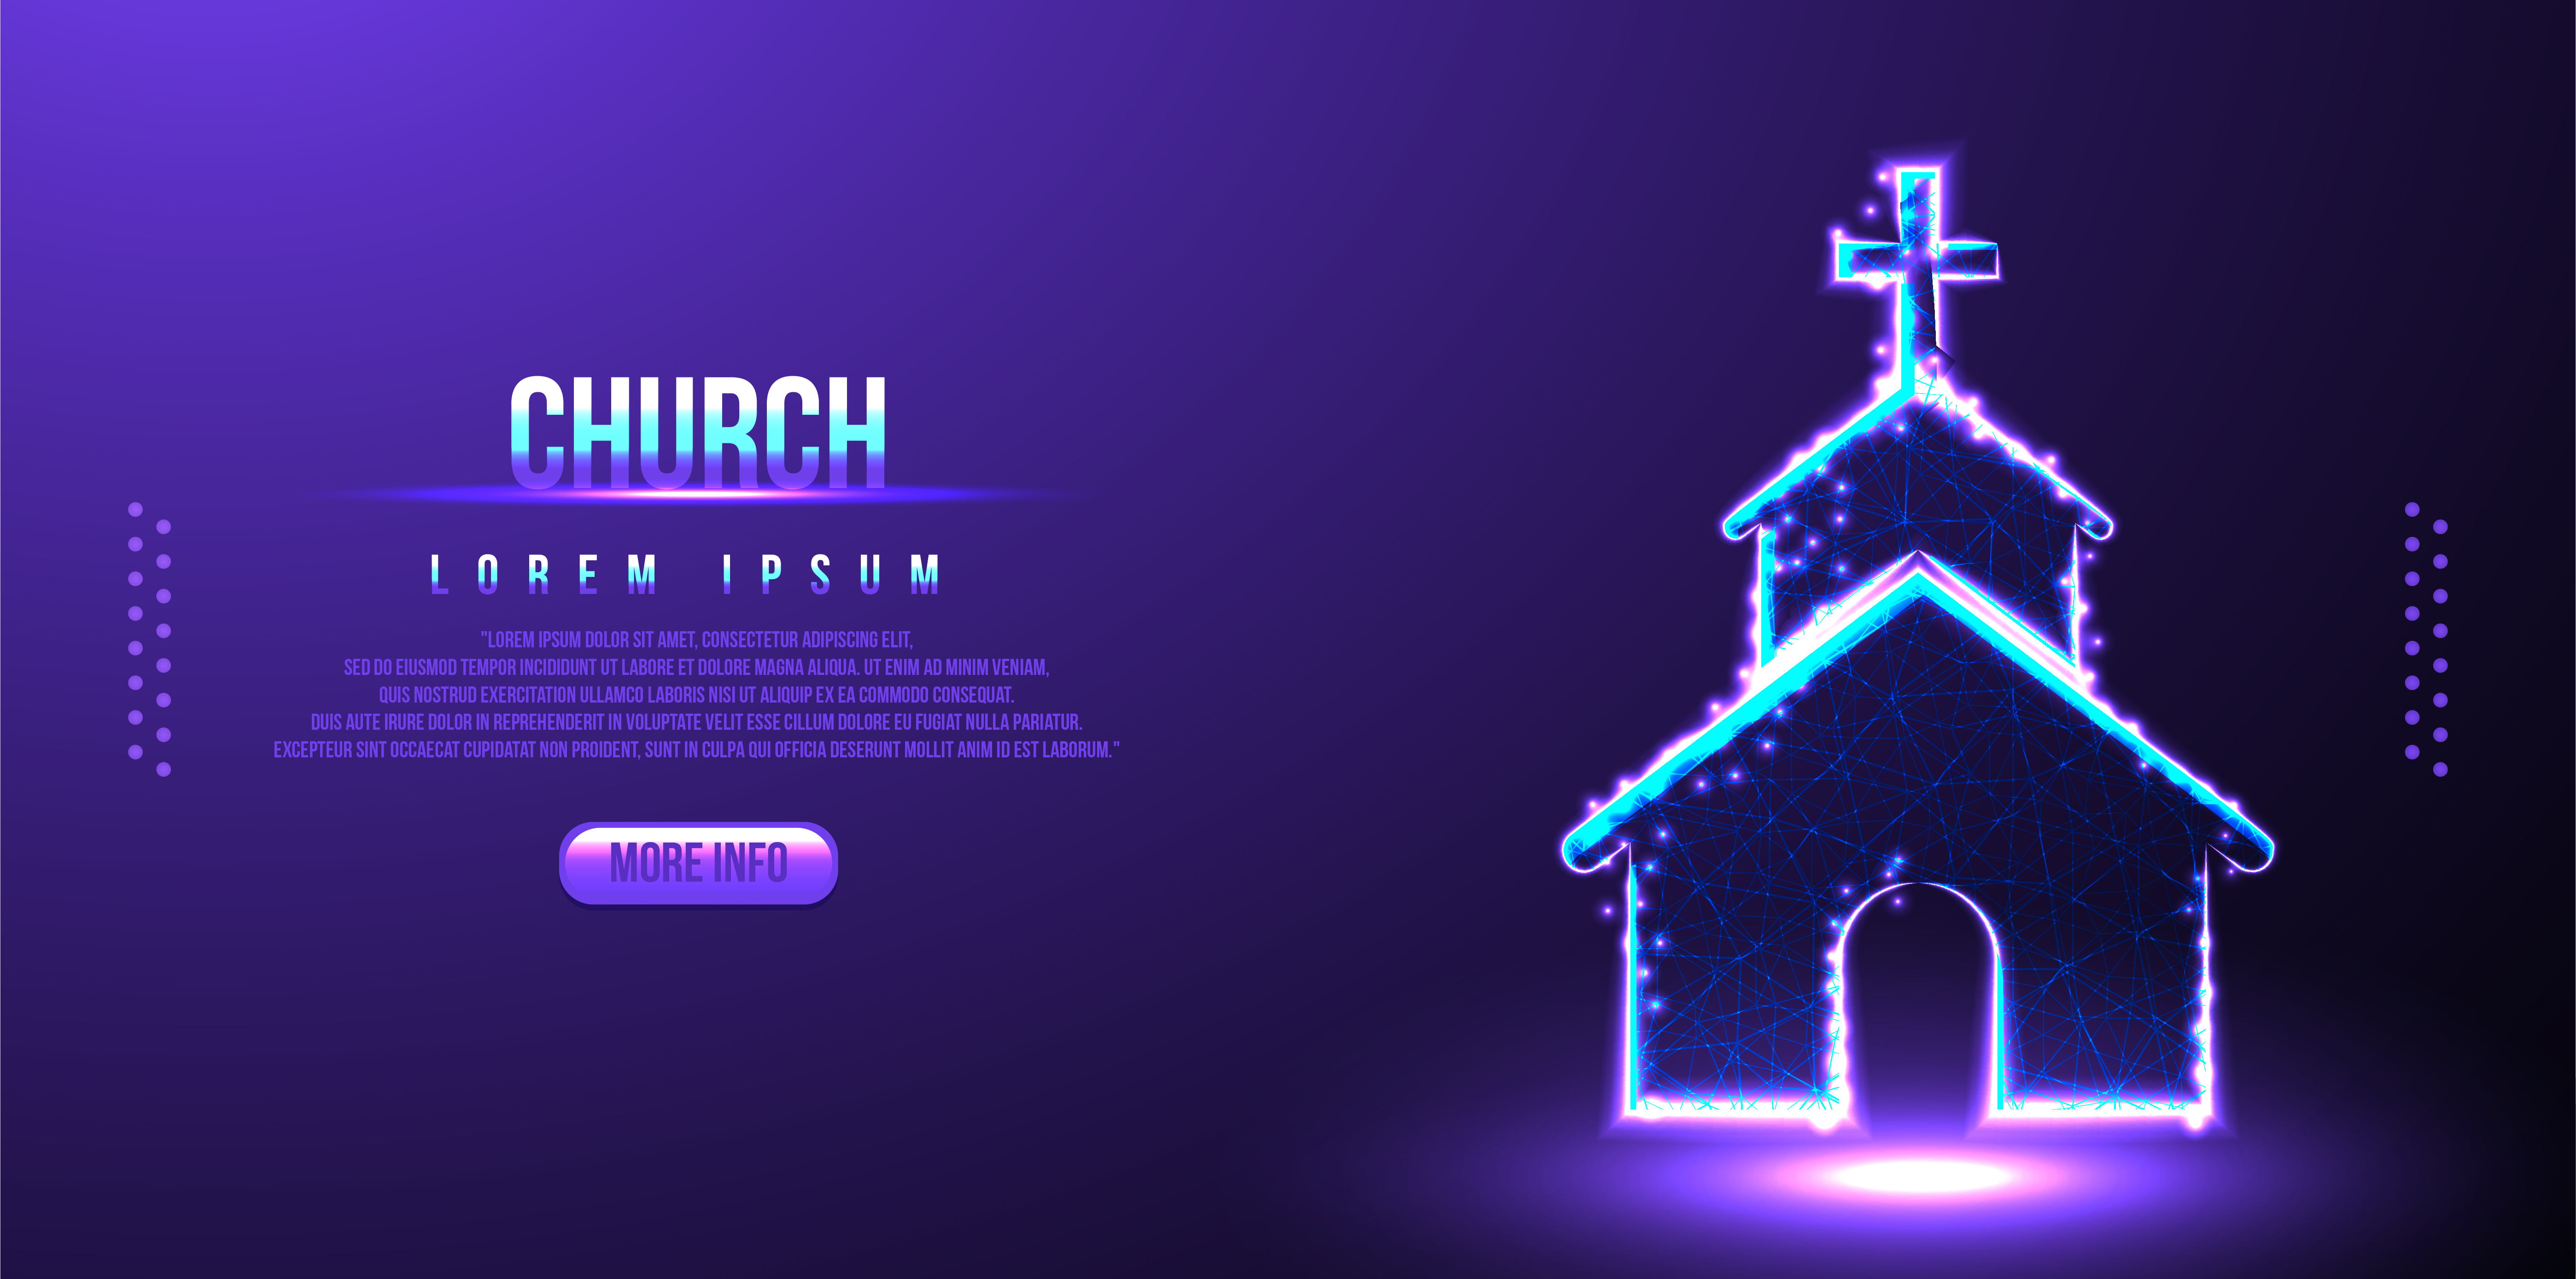 CHURCH
LOREM IPSUM
"LOREM IPSUM DOLOR SIT AMET, CONSECTETUR ADIPISCING ELIT,
SED DO EIUSMOD TEMPOR INCIDIDUNT UT LABORE ET DOLORE MAGNA ALIQUA. UT ENIM AD MINIM VENIAM,
QUIS NOSTRUD EXERCITATION ULLAMCO LABORIS NISI UT ALIQUIP EX EA COMMODO CONSEQUAT.
DUIS AUTE IRURE DOLOR IN REPREHENDERIT IN VOLUPTATE VELIT ESSE CILLUM DOLORE EU FUGIAT NULLA PARIATUR.
EXCEPTEUR SINT OCCAECAT CUPIDATAT NON PROIDENT, SUNT IN CULPA QUI OFFICIA DESERUNT MOLLIT ANIM ID EST LABORUM."
MORE INFO